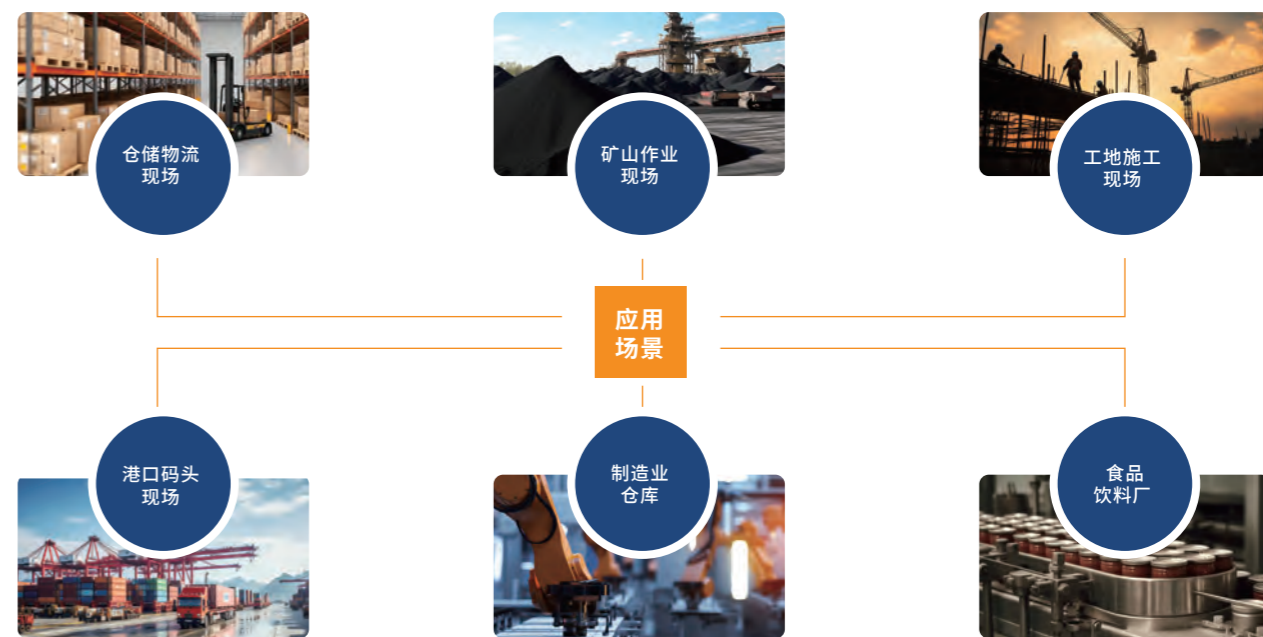 仓储物流
现场
矿山作业
现场
工地施工
现场
应用
场景
港口码头
现场
制造业
仓库
食品
饮料厂